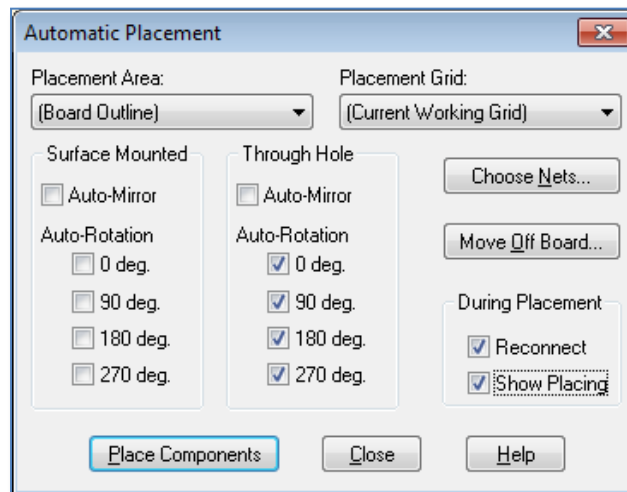 Automatic Placement
Placement Area:
Placement Grid:
(Board Outline)
(Current Working Grid)
Surface Mounted
Through Hole
Auto-Mirror
Auto-Mirror
Choose Nets...
Auto-Rotation
Auto-Rotation
Move Off Board...
0 deg.
0 deg.
90 deg.
90 deg.
During Placement
180 deg.
180 deg.
Reconnect
270 deg.
270 deg.
Show Placing
Place Components
Close
Help